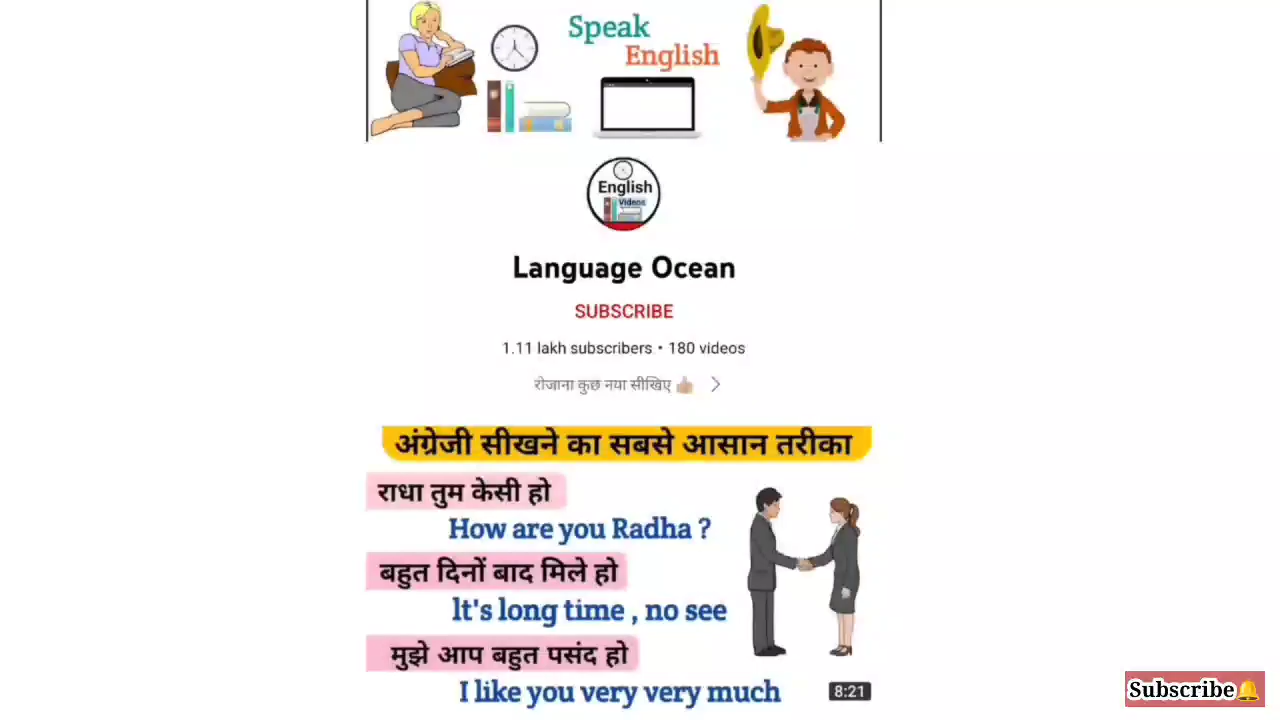 Speak
English
English
Videos
Language Ocean
SUBSCRIBE
1.11 lakh subscribers • 180 videos
रोजाना कुछ नया सीखिए 👍🏼 >
अंग्रेजी सीखने का सबसे आसान तरीका
राधा तुम केसी हो
How are you Radha ?
बहुत दिनों बाद मिले हो
lt's long time , no see
मुझे आप बहुत पसंद हो
I like you very very much
8:21
Subscribe🔔